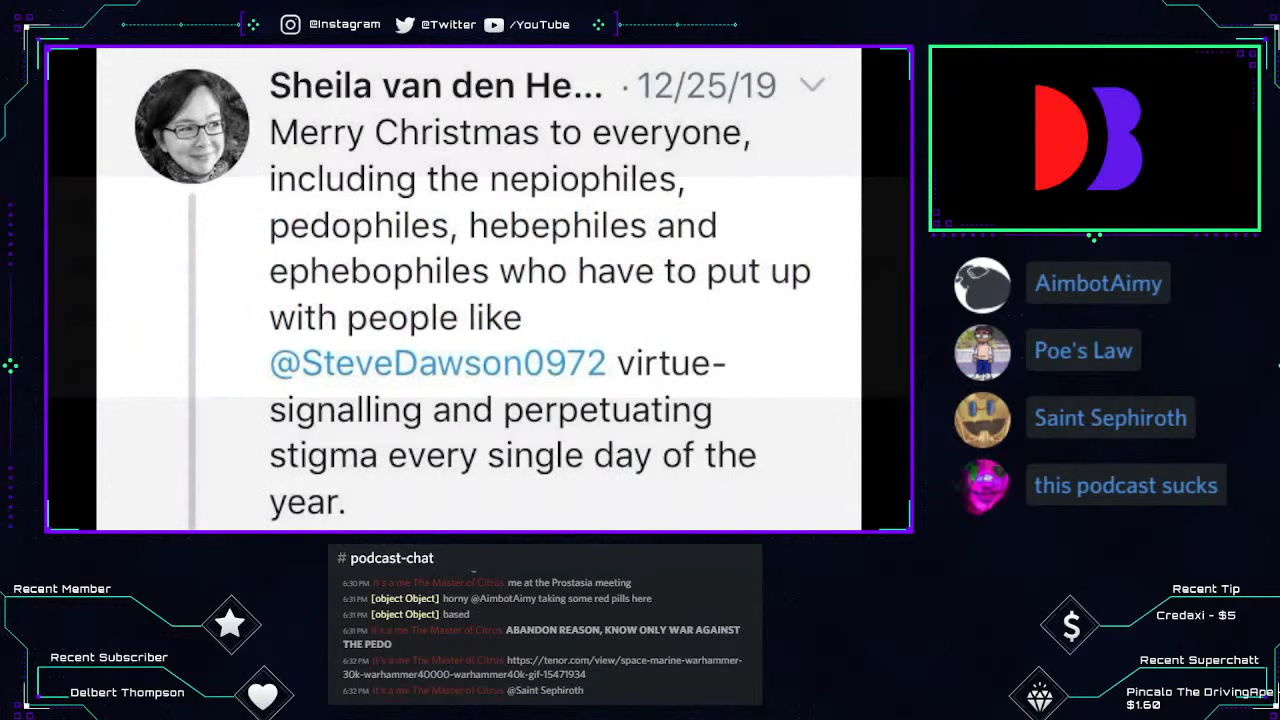 @Instagram @Twitter /YouTube
Sheila van den He... · 12/25/19
Merry Christmas to everyone,
including the nepiophiles,
pedophiles, hebephiles and
ephebophiles who have to put up
with people like
@SteveDawson0972 virtue-
signalling and perpetuating
stigma every single day of the
year.
DB
AimbotAimy
Poe's Law
Saint Sephiroth
this podcast sucks
# podcast-chat
6:30 PM it's a me The Master of Citrus me at the Prostasia meeting
6:31 PM [object Object] horny @AimbotAimy taking some red pills here
6:31 PM [object Object] based
6:31 PM it's a me The Master of Citrus ABANDON REASON, KNOW ONLY WAR AGAINST
THE PEDO
6:32 PM it's a me The Master of Citrus https://tenor.com/view/space-marine-warhammer-
30k-warhammer40000-warhammer40k-gif-15471934
6:32 PM it's a me The Master of Citrus @Saint Sephiroth
Recent Member
Recent Subscriber
Delbert Thompson
Recent Tip
Credaxi - $5
Recent Superchatt
Pincalo The DrivingApe
$1.60